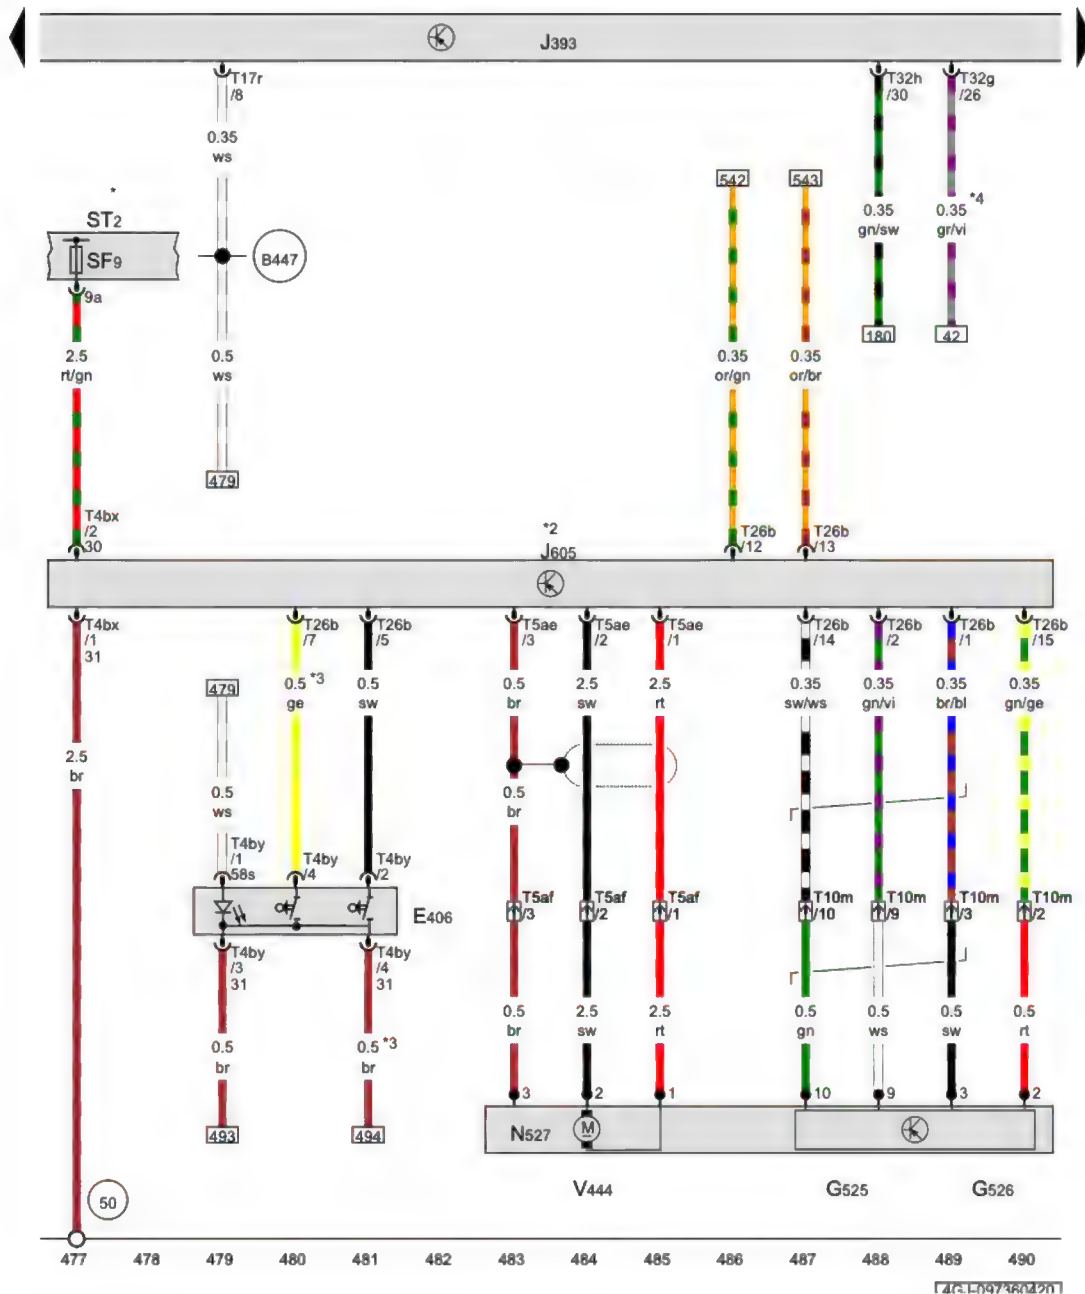 J393
T17r
/8
T32h
/30
T32g
/26
0.35
ws
*
ST2
SF9
9a
B447
542
543
0.35
gn/sw
0.35
gr/vi
*4
180
42
2.5
rt/gn
0.5
ws
0.35
or/gn
0.35
or/br
479
T4bx
/2
30
*2
J605
T26b
/12
T26b
/13
T4bx
/1
31
T26b
/7
T26b
/5
T5ae
/3
T5ae
/2
T5ae
/1
T26b
/14
T26b
/2
T26b
/1
T26b
/15
479
0.5
ge
*3
0.5
sw
0.5
br
2.5
sw
2.5
rt
0.35
sw/ws
0.35
gn/vi
0.35
br/bl
0.35
gn/ge
2.5
br
0.5
ws
0.5
br
T4by
/1
58s
T4by
/4
T4by
/2
E406
T5af
/3
T5af
/2
T5af
/1
T10m
/10
T10m
/9
T10m
/3
T10m
/2
T4by
/3
31
T4by
/4
31
0.5
br
0.5
br
*3
0.5
br
2.5
sw
2.5
rt
0.5
gn
0.5
ws
0.5
sw
0.5
rt
493
494
3
2
1
10
9
3
2
N527
M
V444
G525
G526
50
477 478 479 480 481 482 483 484 485 486 487 488 489 490